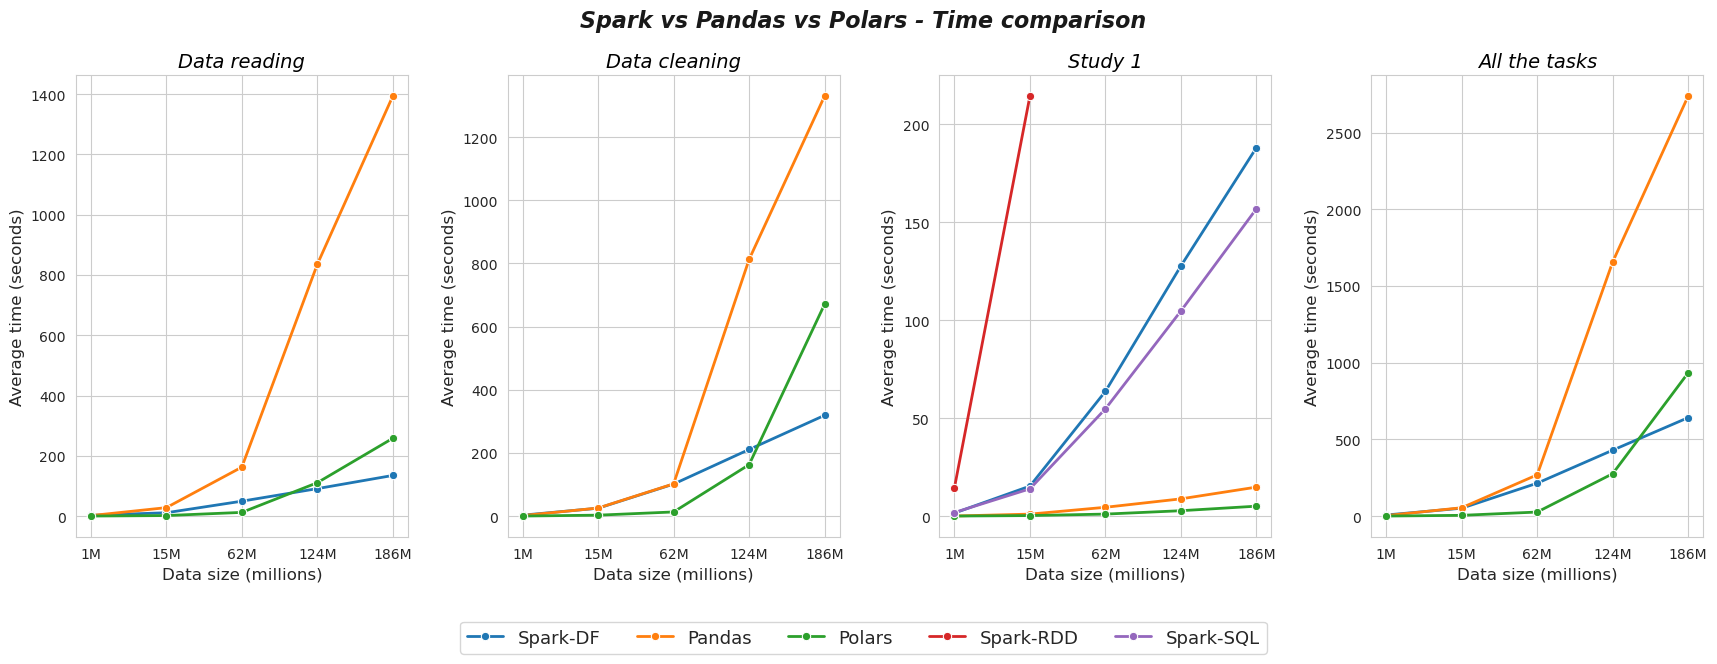 Spark vs Pandas vs Polars - Time comparison
Data reading
1400
1200
1000
800
600
400
200
0
Average time (seconds)
1M 15M 62M 124M 186M
Data size (millions)
Data cleaning
1200
1000
800
600
400
200
0
Average time (seconds)
1M 15M 62M 124M 186M
Data size (millions)
Study 1
200
150
100
50
0
Average time (seconds)
1M 15M 62M 124M 186M
Data size (millions)
All the tasks
2500
2000
1500
1000
500
0
Average time (seconds)
1M 15M 62M 124M 186M
Data size (millions)
Spark-DF Pandas Polars Spark-RDD Spark-SQL